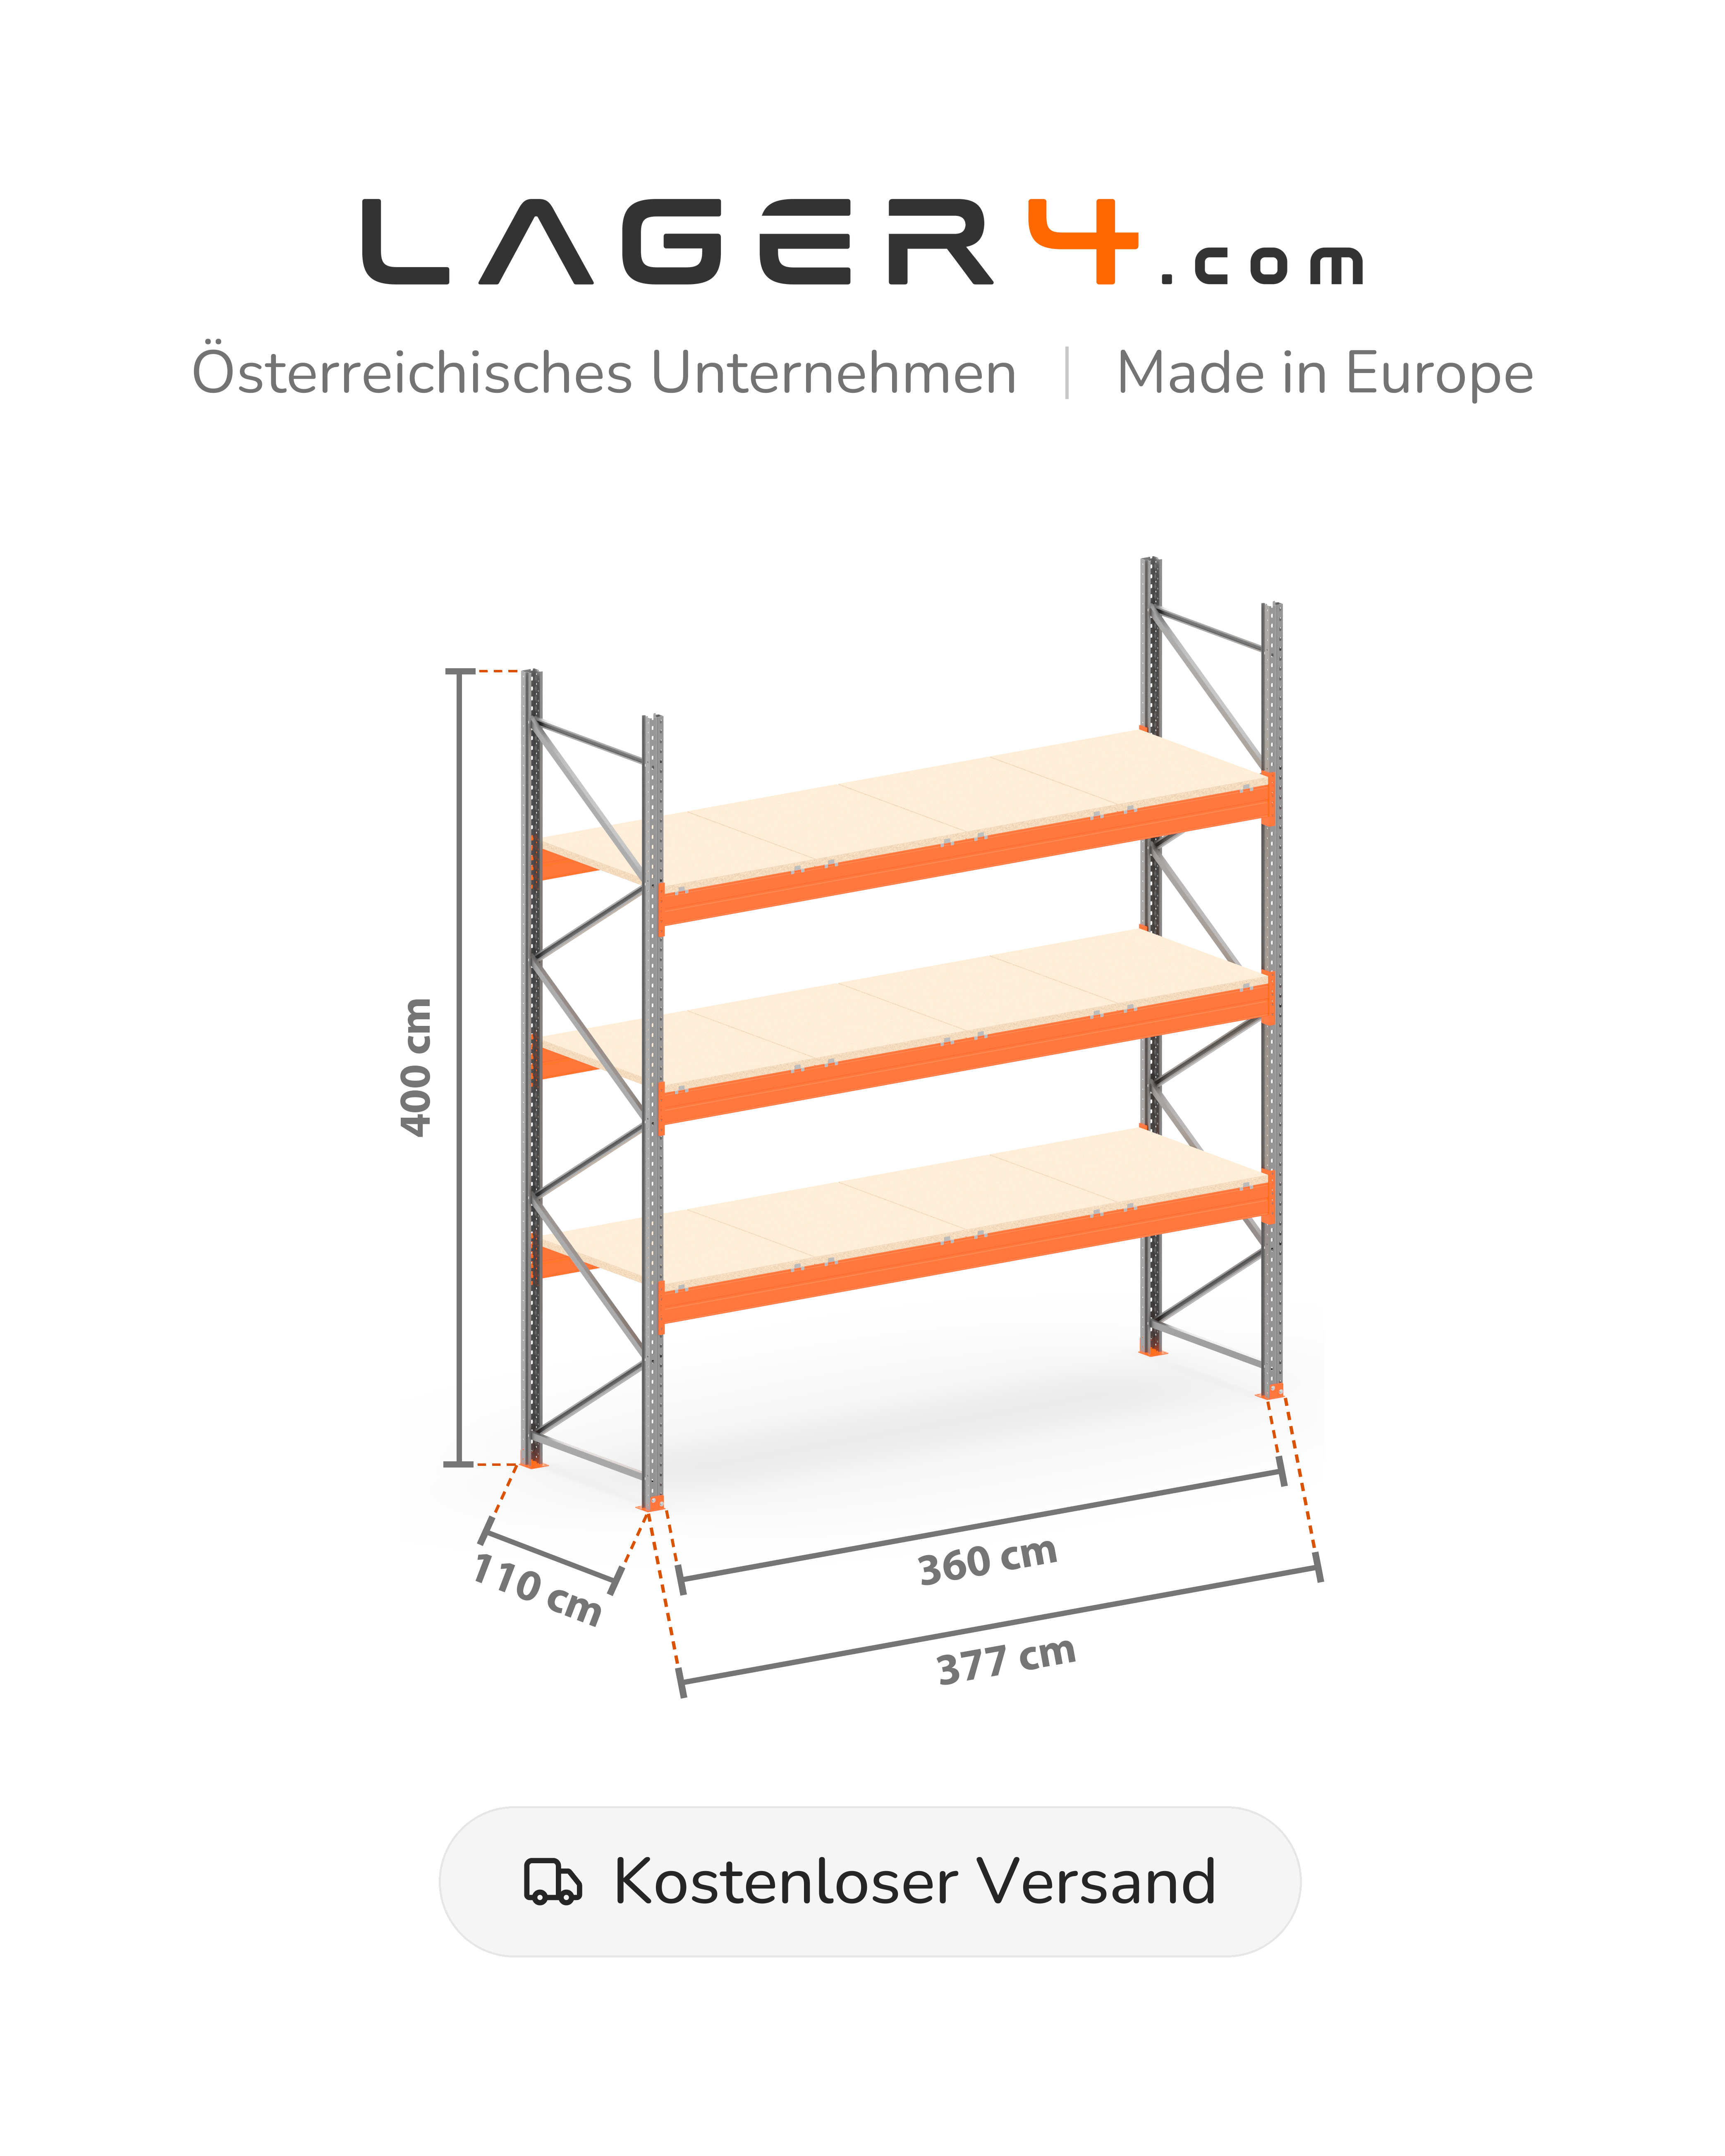 LAGER4.com
Österreichisches Unternehmen | Made in Europe
400 cm
110 cm
360 cm
377 cm
Kostenloser Versand